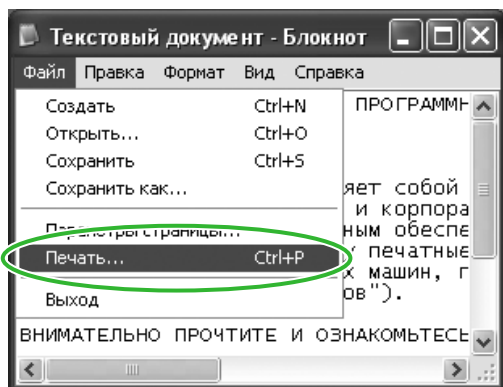 Текстовый документ - Блокнот
Файл Правка Формат Вид Справка
Создать Ctrl+N
Открыть... Ctrl+O
Сохранить Ctrl+S
Сохранить как...
Параметры страницы...
Печать... Ctrl+P
Выход
ПРОГРАММН
яет собой
и корпора
ным обеспе
печатные
х машин, г
ов").
ВНИМАТЕЛЬНО ПРОЧТИТЕ И ОЗНАКОМЬТЕСЬ